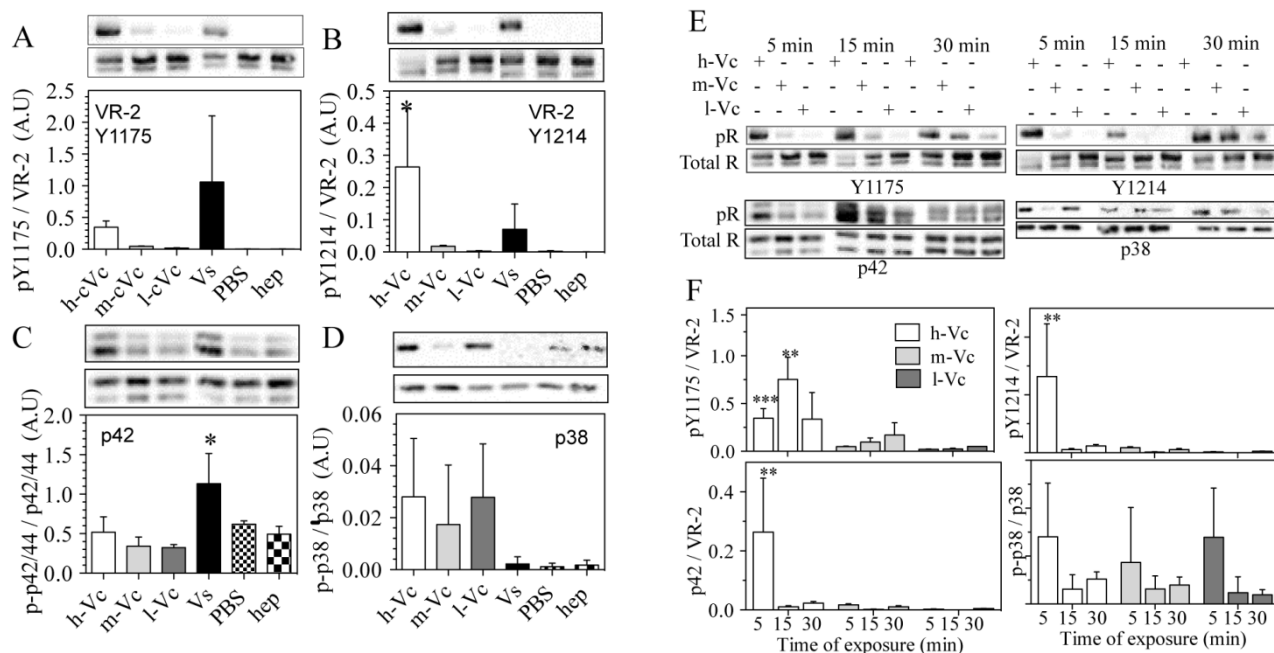 A
VR-2
Y1175
pY1175 / VR-2 (A.U)
2.5
2.0
1.5
1.0
0.5
0.0
h-cVc
m-cVc
l-cVc
Vs
PBS
hep
B
VR-2
Y1214
*
pY1214 / VR-2 (A.U)
0.4
0.3
0.2
0.1
0.0
h-Vc
m-Vc
l-Vc
Vs
PBS
hep
C
p42
*
p-p42/44 / p42/44 (A.U)
2.0
1.5
1.0
0.5
0.0
h-Vc
m-Vc
l-Vc
Vs
PBS
hep
D
p38
p-p38 / p38 (A.U)
0.06
0.04
0.02
0.00
h-Vc
m-Vc
l-Vc
Vs
PBS
hep
E
5 min 15 min 30 min 5 min 15 min 30 min
h-Vc + - - + - - + - - + - - + - - + - -
m-Vc - + - - + - - + - - + - - + - - + -
l-Vc - - + - - + - - + - - + - - + - - +
pR
Total R
Y1175 Y1214
pR
Total R
p42 p38
F
pY1175 / VR-2
1.5
1.0
0.5
*** **
h-Vc
m-Vc
l-Vc
pY1214 / VR-2
**
p42 / VR-2
0.4
0.2
0.0
**
5 15 30 5 15 30 5 15 30
Time of exposure (min)
p-p38 / p38
5 15 30 5 15 30 5 15 30
Time of exposure (min)